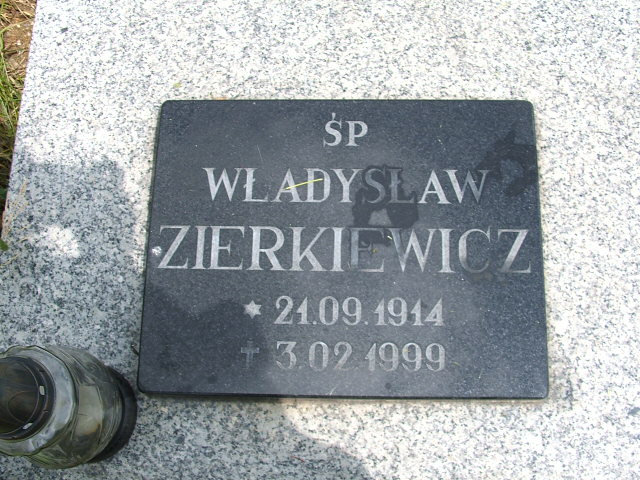 ŚP
WŁADYSŁAW
ZIERKIEWICZ
★ 21.09.1914
✝ 3.02.1999